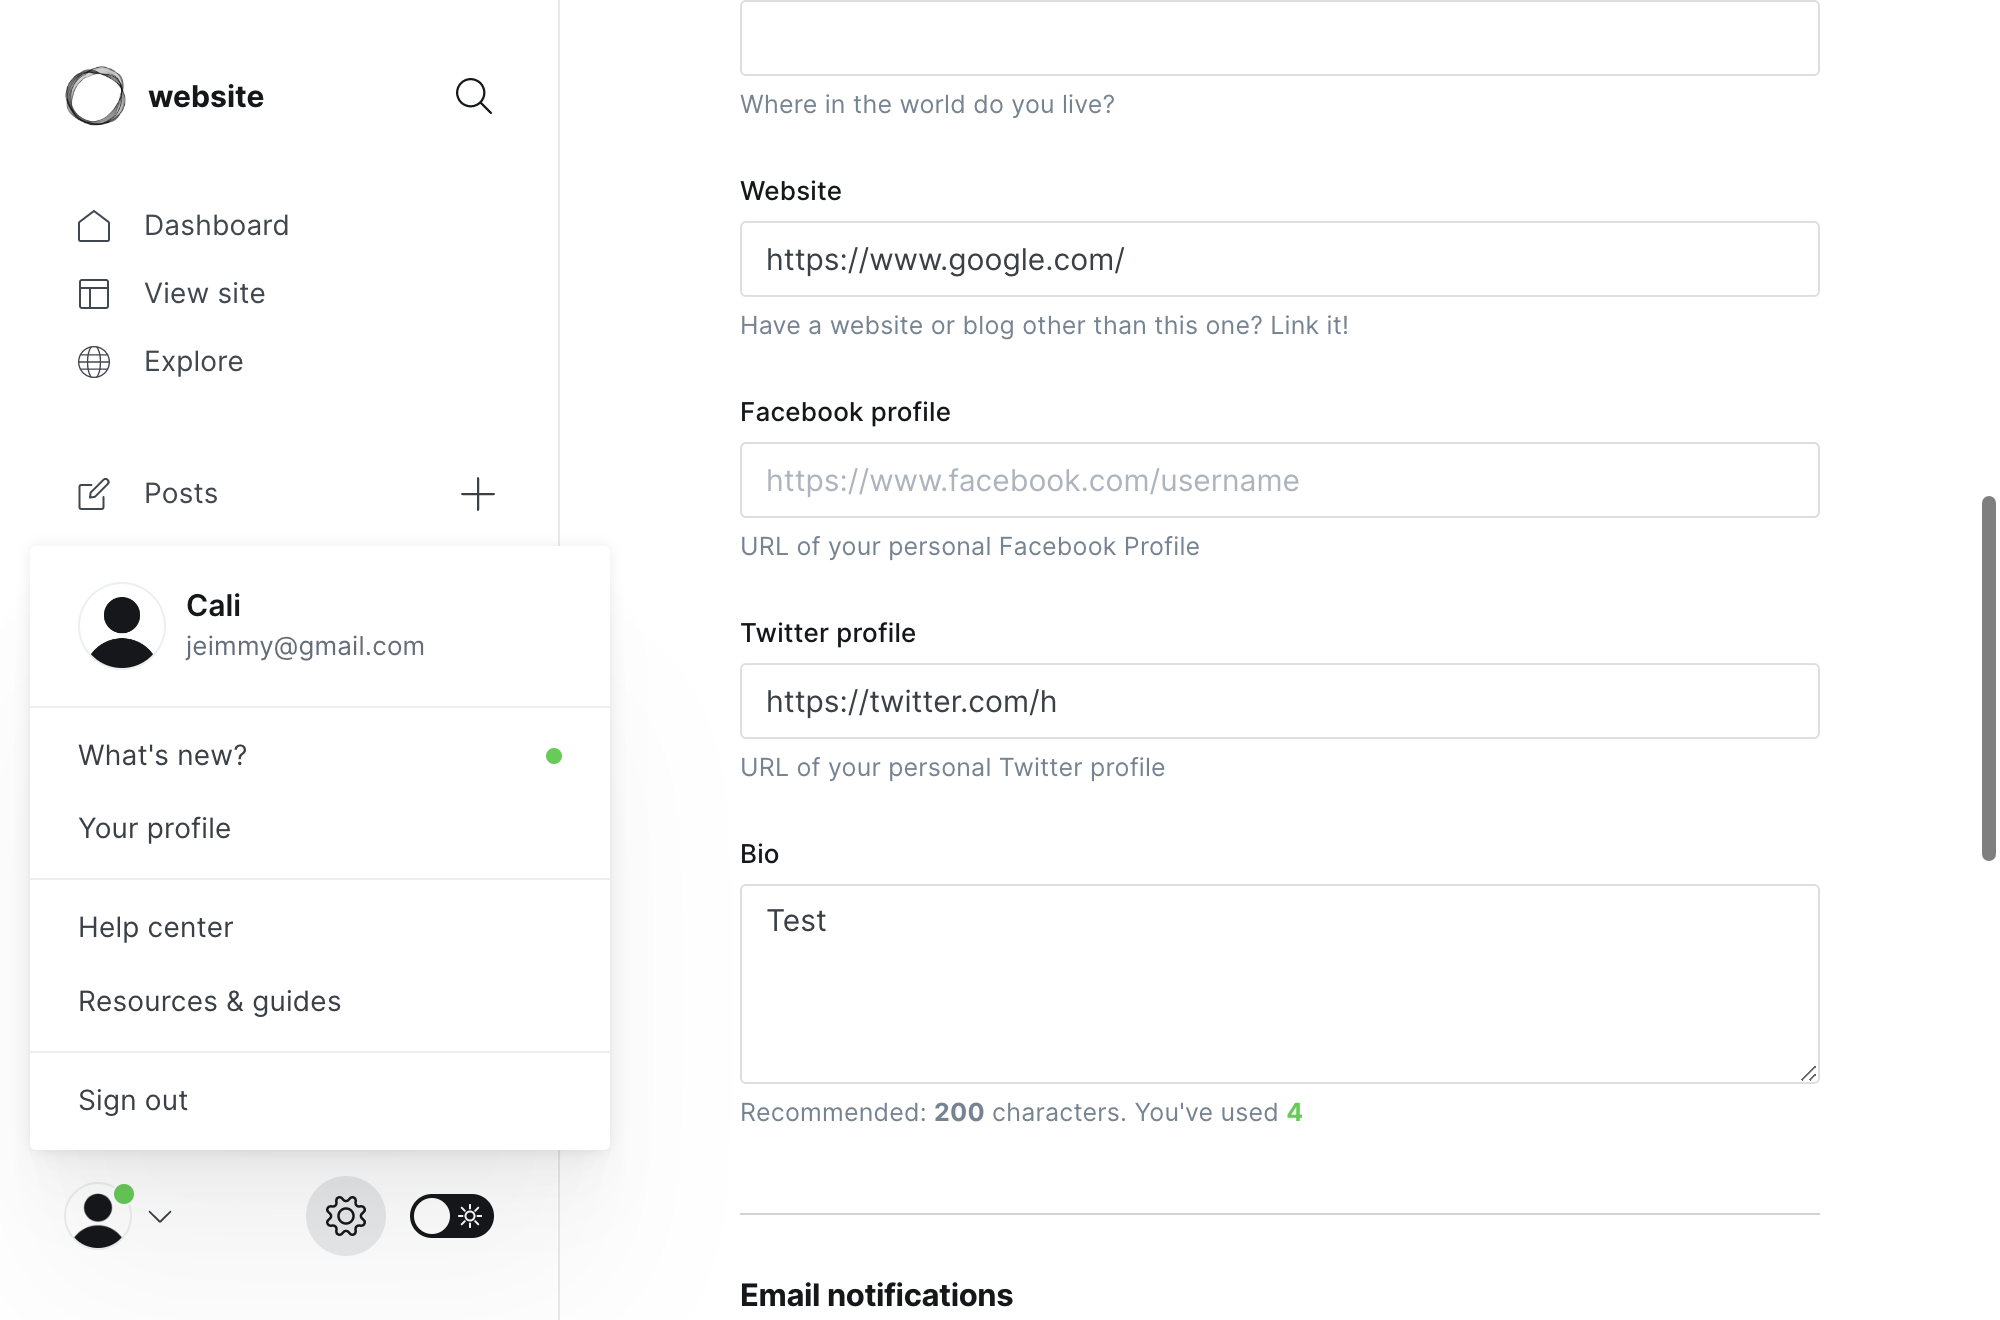 website
Dashboard
View site
Explore
Posts
Cali
jeimmy@gmail.com
What's new?
Your profile
Help center
Resources & guides
Sign out
Where in the world do you live?
Website
https://www.google.com/
Have a website or blog other than this one? Link it!
Facebook profile
https://www.facebook.com/username
URL of your personal Facebook Profile
Twitter profile
https://twitter.com/h
URL of your personal Twitter profile
Bio
Test
Recommended: 200 characters. You've used 4
Email notifications